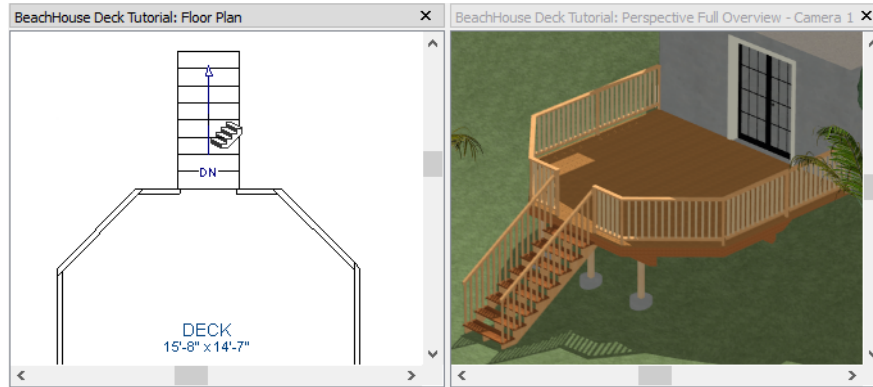 BeachHouse Deck Tutorial: Floor Plan
BeachHouse Deck Tutorial: Perspective Full Overview - Camera 1
DN
DECK
15'-8" x 14'-7"